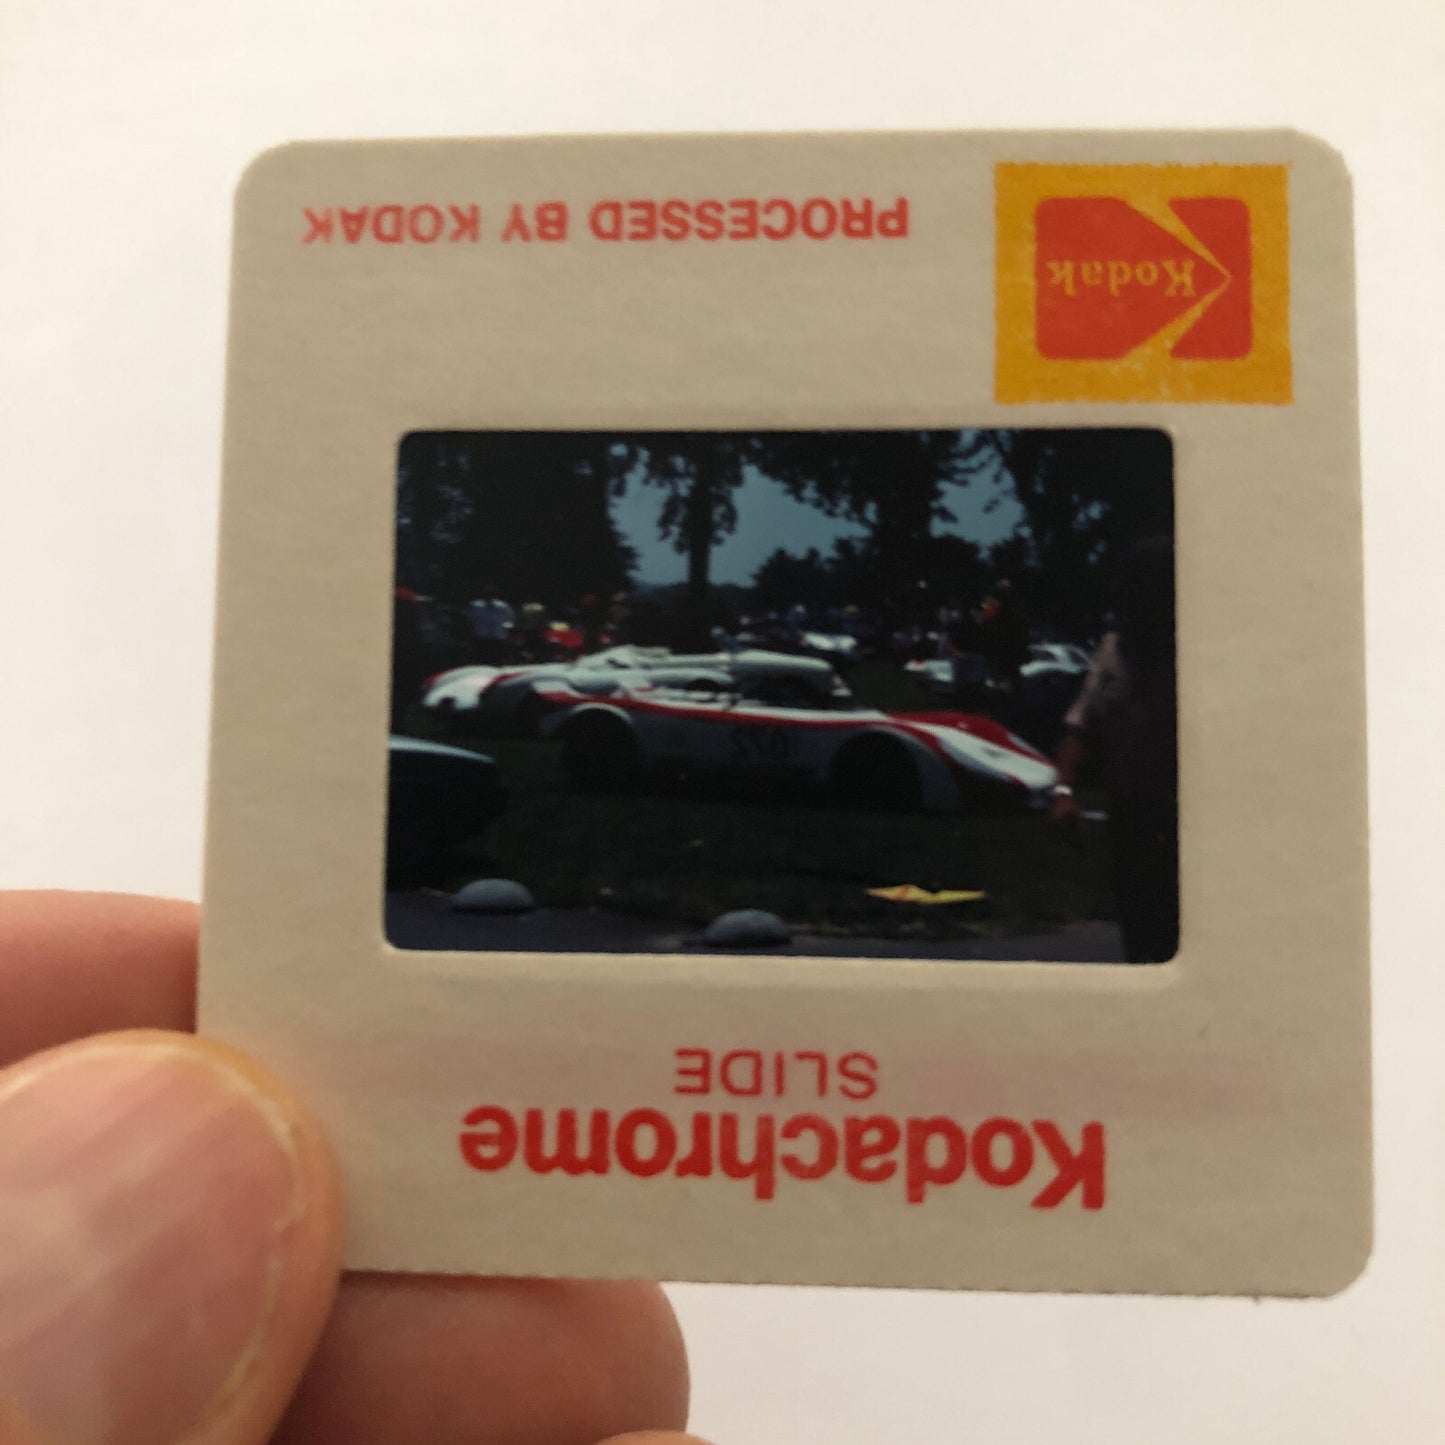 Kodachrome
SLIDE
PROCESSED BY KODAK
Kodak